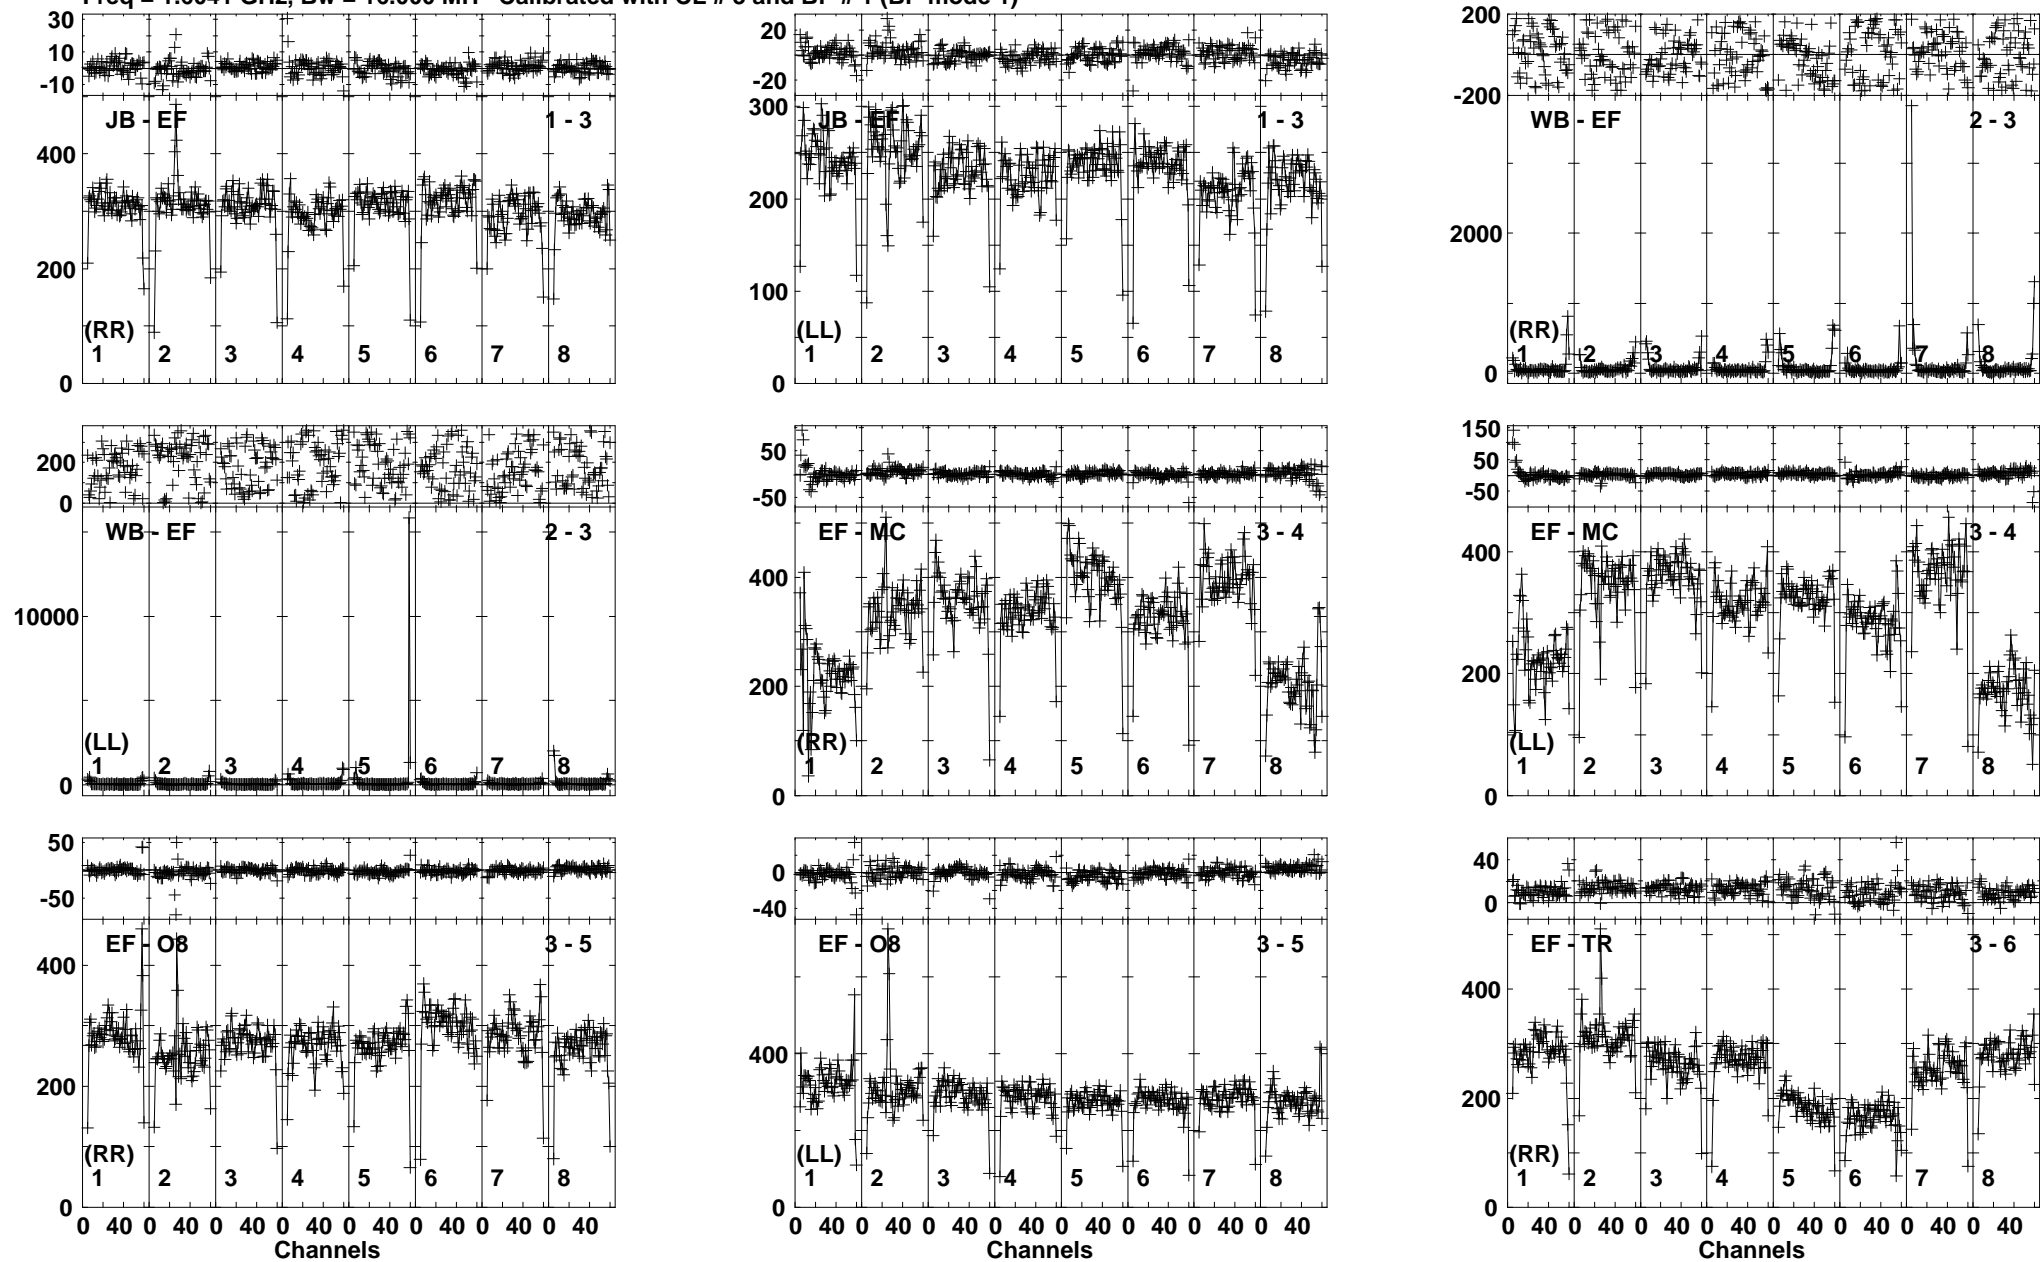 30 10 -10
JB - EF 1 - 3
400 200 0
(RR)
1 2 3 4 5 6 7 8
20 -20
JB - EF 1 - 3
300 200 100 0
(LL)
1 2 3 4 5 6 7 8
200 -200
WB - EF 2 - 3
2000 0
(RR)
1 2 3 4 5 6 7 8
200 0
WB - EF 2 - 3
10000 0
(LL)
1 2 3 4 5 6 7 8
50 -50
EF - MC 3 - 4
400 200 0
(RR)
1 2 3 4 5 6 7 8
150 50 -50
EF - MC 3 - 4
400 200 0
(LL)
1 2 3 4 5 6 7 8
50 -50
EF - O8 3 - 5
400 200 0
(RR)
1 2 3 4 5 6 7 8
0 40 0 40 0 40 0 40 0 40 0 40 0 40 0 40
Channels
0 -40
EF - O8 3 - 5
400 0
(LL)
1 2 3 4 5 6 7 8
0 40 0 40 0 40 0 40 0 40 0 40 0 40 0 40
Channels
40 0
EF - TR 3 - 6
400 200 0
(RR)
1 2 3 4 5 6 7 8
0 40 0 40 0 40 0 40 0 40 0 40 0 40 0 40
Channels